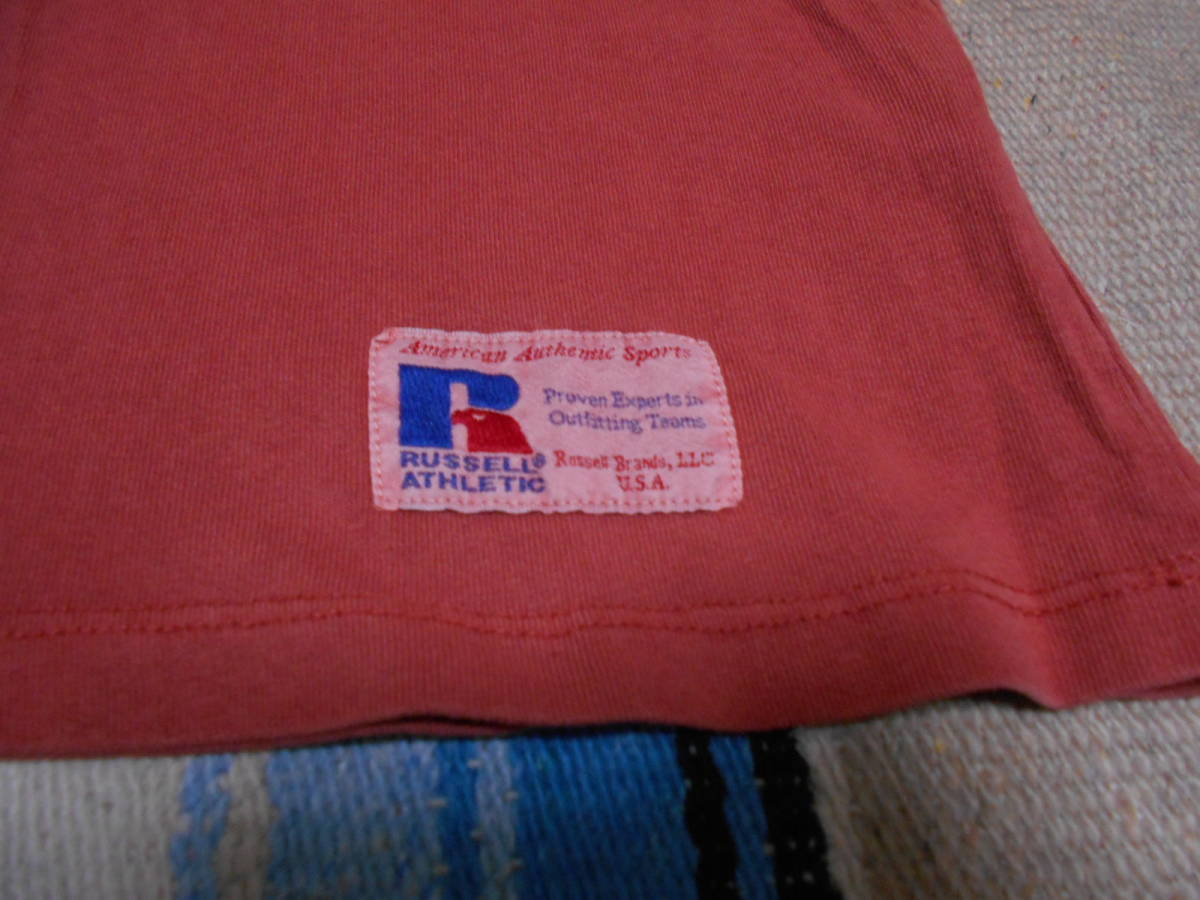 American Authentic Sports
Proven Experts in
Outfitting Teams
RUSSELL®
ATHLETIC
Russell Brands, LLC
U.S.A.